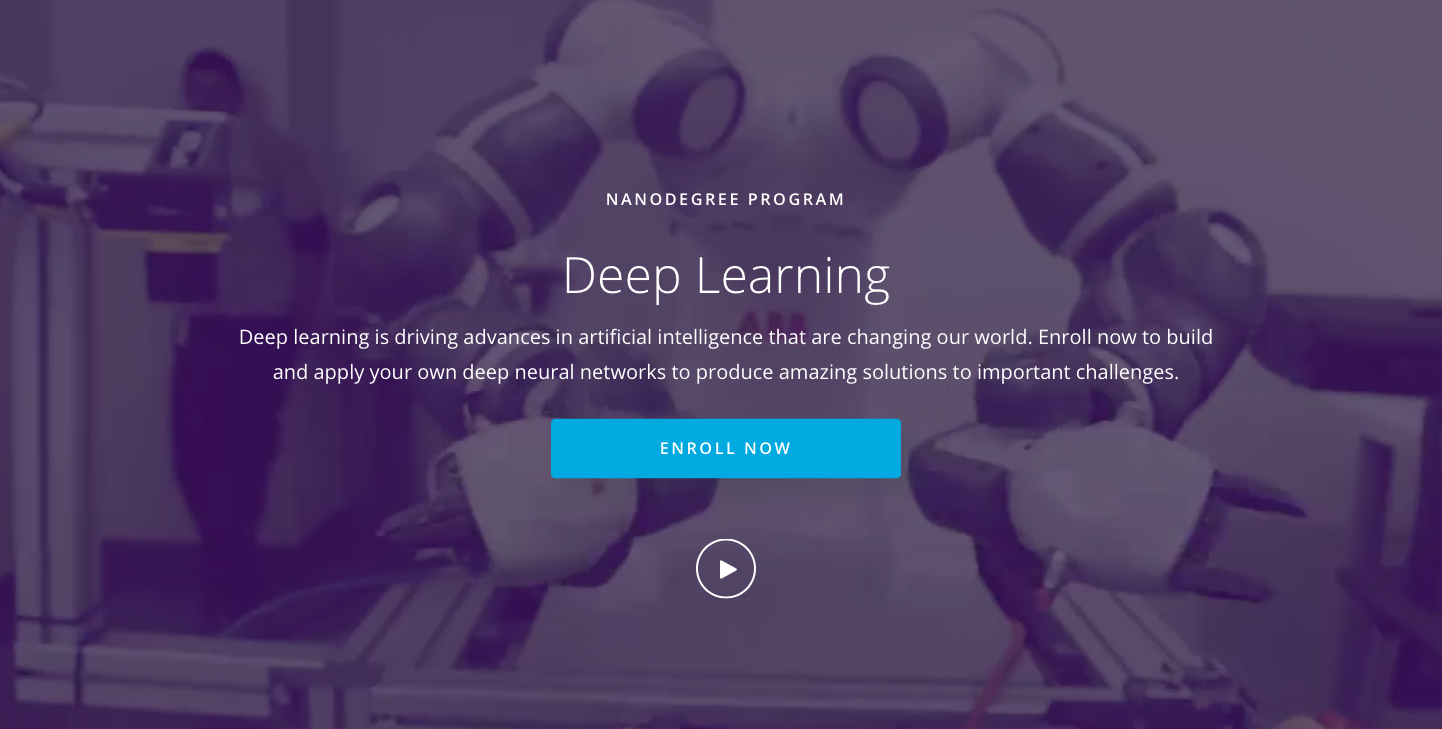 NANODEGREE PROGRAM
Deep Learning
Deep learning is driving advances in artificial intelligence that are changing our world. Enroll now to build
and apply your own deep neural networks to produce amazing solutions to important challenges.
ABB
ENROLL NOW